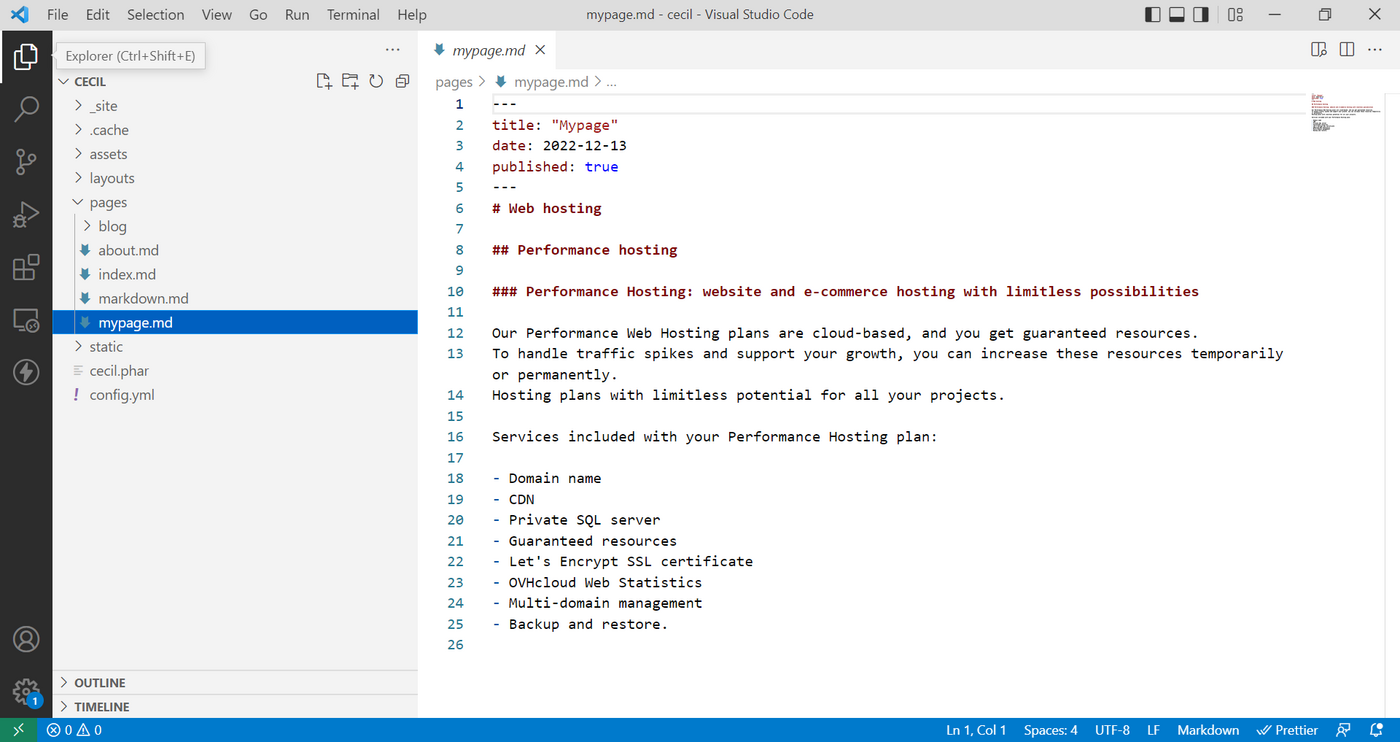 File Edit Selection View Go Run Terminal Help
mypage.md - cecil - Visual Studio Code
Explorer (Ctrl+Shift+E)
CECIL
_site
.cache
assets
layouts
pages
blog
about.md
index.md
markdown.md
mypage.md
static
cecil.phar
! config.yml
OUTLINE
TIMELINE
1
mypage.md
pages > mypage.md > ...
1 ---
2 title: "Mypage"
3 date: 2022-12-13
4 published: true
5 ---
6 # Web hosting
7
8 ## Performance hosting
9
10 ### Performance Hosting: website and e-commerce hosting with limitless possibilities
11
12 Our Performance Web Hosting plans are cloud-based, and you get guaranteed resources.
13 To handle traffic spikes and support your growth, you can increase these resources temporarily
or permanently.
14 Hosting plans with limitless potential for all your projects.
15
16 Services included with your Performance Hosting plan:
17
18 - Domain name
19 - CDN
20 - Private SQL server
21 - Guaranteed resources
22 - Let's Encrypt SSL certificate
23 - OVHcloud Web Statistics
24 - Multi-domain management
25 - Backup and restore.
26
0 0 Ln 1, Col 1 Spaces: 4 UTF-8 LF Markdown Prettier